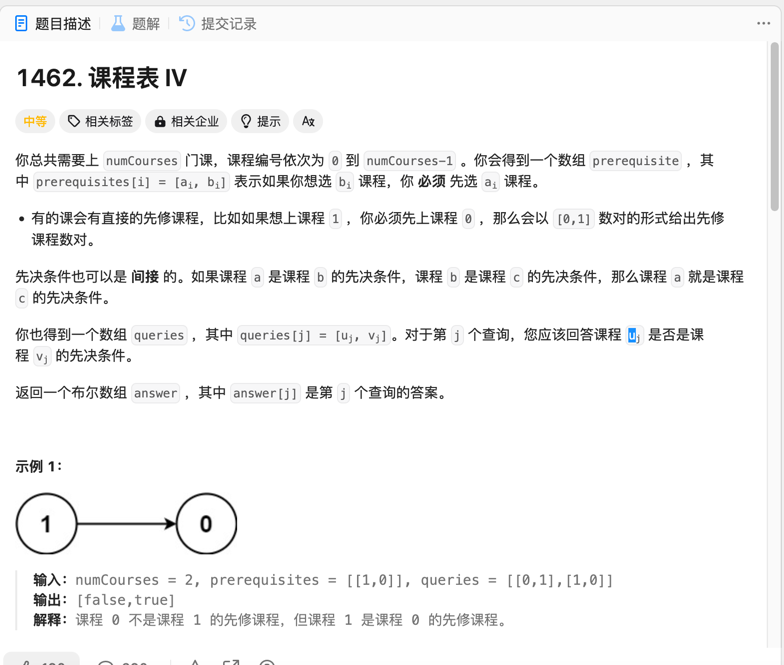 题目描述 题解 提交记录
1462. 课程表 IV
中等 相关标签 相关企业 提示
你总共需要上 numCourses 门课，课程编号依次为 0 到 numCourses-1 。你会得到一个数组 prerequisite ，其
中 prerequisites[i] = [ai, bi] 表示如果你想选 bi 课程，你 必须 先选 ai 课程。
• 有的课会有直接的先修课程，比如如果想上课程 1 ，你必须先上课程 0 ，那么会以 [0,1] 数对的形式给出先修
课程数对。
先决条件也可以是 间接 的。如果课程 a 是课程 b 的先决条件，课程 b 是课程 c 的先决条件，那么课程 a 就是课程
c 的先决条件。
你也得到一个数组 queries ，其中 queries[j] = [uj, vj]。对于第 j 个查询，您应该回答课程 uj 是否是课
程 vj 的先决条件。
返回一个布尔数组 answer ，其中 answer[j] 是第 j 个查询的答案。
示例 1：
1 0
输入：numCourses = 2, prerequisites = [[1,0]], queries = [[0,1],[1,0]]
输出：[false,true]
解释：课程 0 不是课程 1 的先修课程，但课程 1 是课程 0 的先修课程。